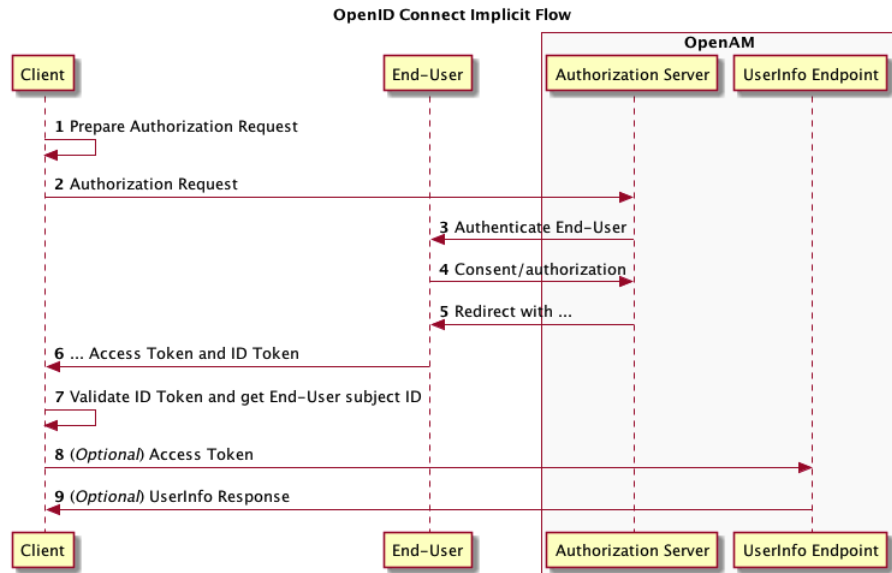 OpenID Connect Implicit Flow
OpenAM
Client End-User Authorization Server UserInfo Endpoint
1 Prepare Authorization Request
2 Authorization Request
3 Authenticate End-User
4 Consent/authorization
5 Redirect with ...
6 ... Access Token and ID Token
7 Validate ID Token and get End-User subject ID
8 (Optional) Access Token
9 (Optional) UserInfo Response
Client End-User Authorization Server UserInfo Endpoint